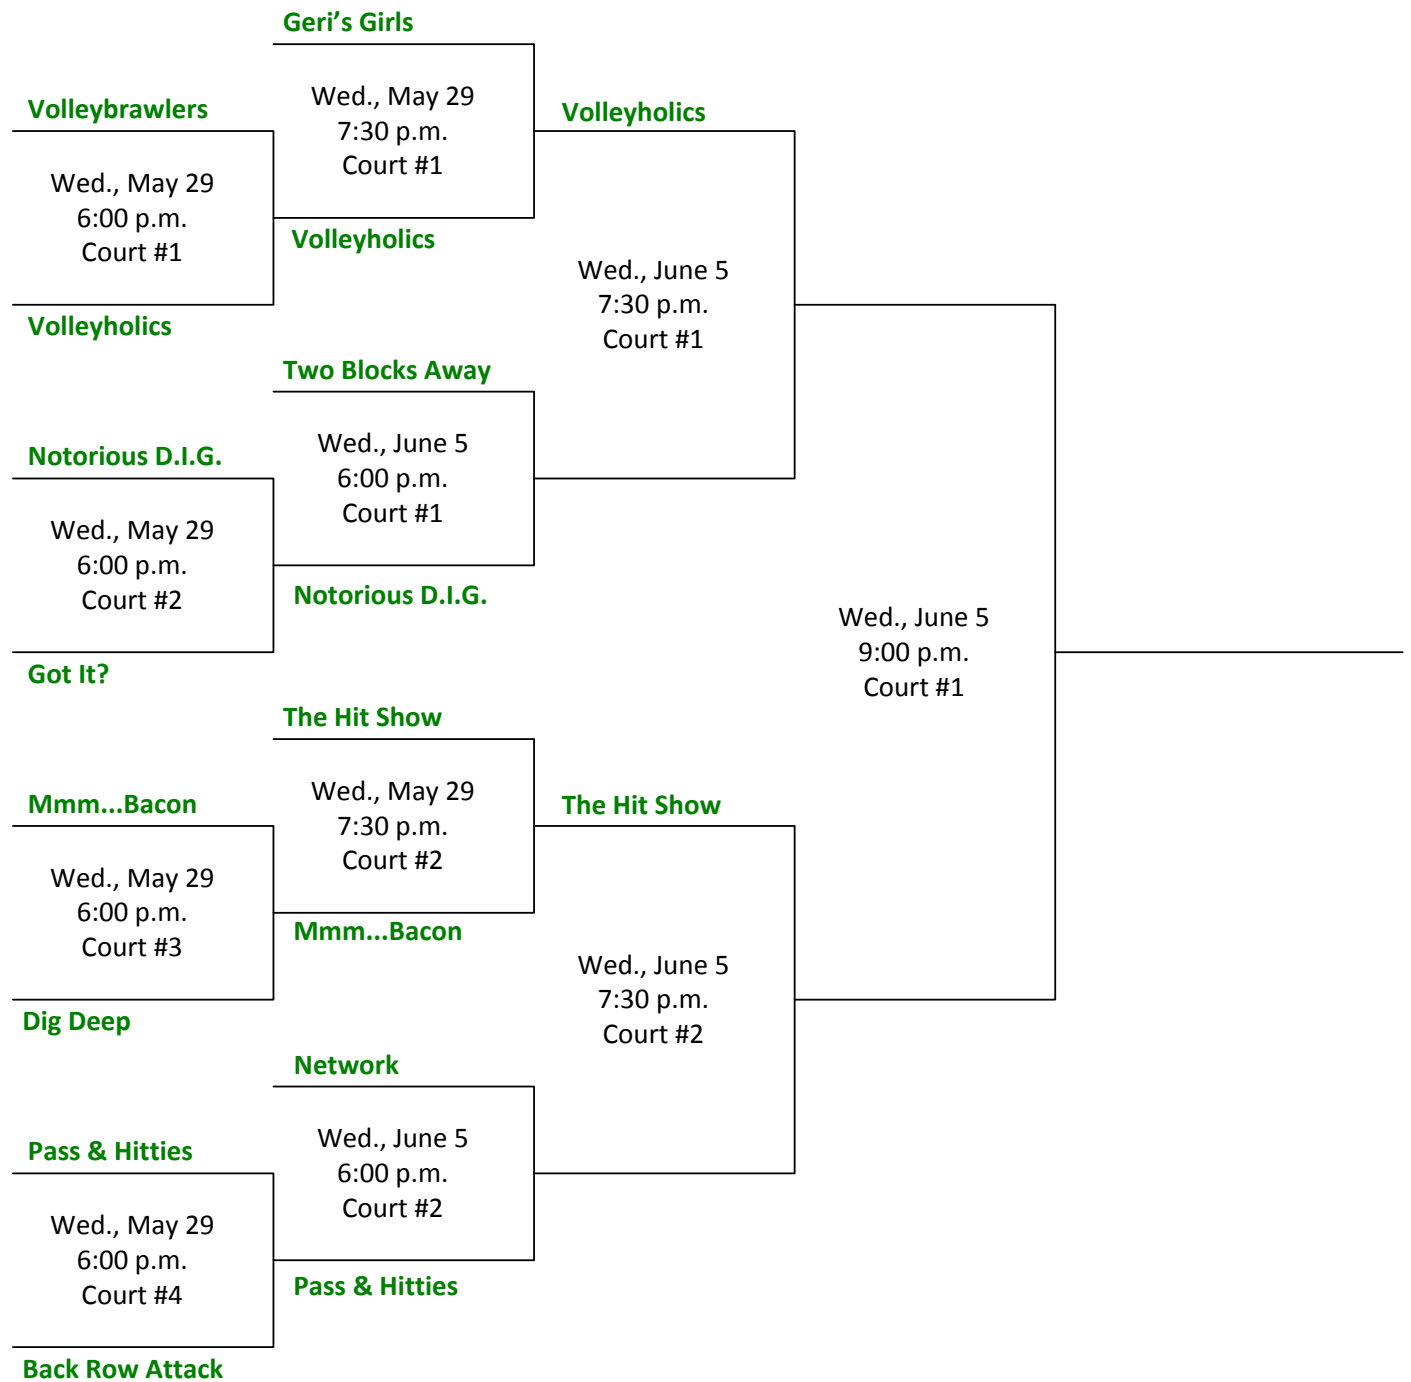 Geri’s Girls
Volleybrawlers
Wed., May 29
7:30 p.m.
Court #1
Volleyholics
Wed., May 29
6:00 p.m.
Court #1
Volleyholics
Wed., June 5
7:30 p.m.
Court #1
Volleyholics
Two Blocks Away
Notorious D.I.G.
Wed., June 5
6:00 p.m.
Court #1
Wed., May 29
6:00 p.m.
Court #2
Notorious D.I.G.
Wed., June 5
9:00 p.m.
Court #1
Got It?
The Hit Show
Mmm...Bacon
Wed., May 29
7:30 p.m.
Court #2
The Hit Show
Wed., May 29
6:00 p.m.
Court #3
Mmm...Bacon
Wed., June 5
7:30 p.m.
Court #2
Dig Deep
Network
Pass & Hitties
Wed., June 5
6:00 p.m.
Court #2
Wed., May 29
6:00 p.m.
Court #4
Pass & Hitties
Back Row Attack